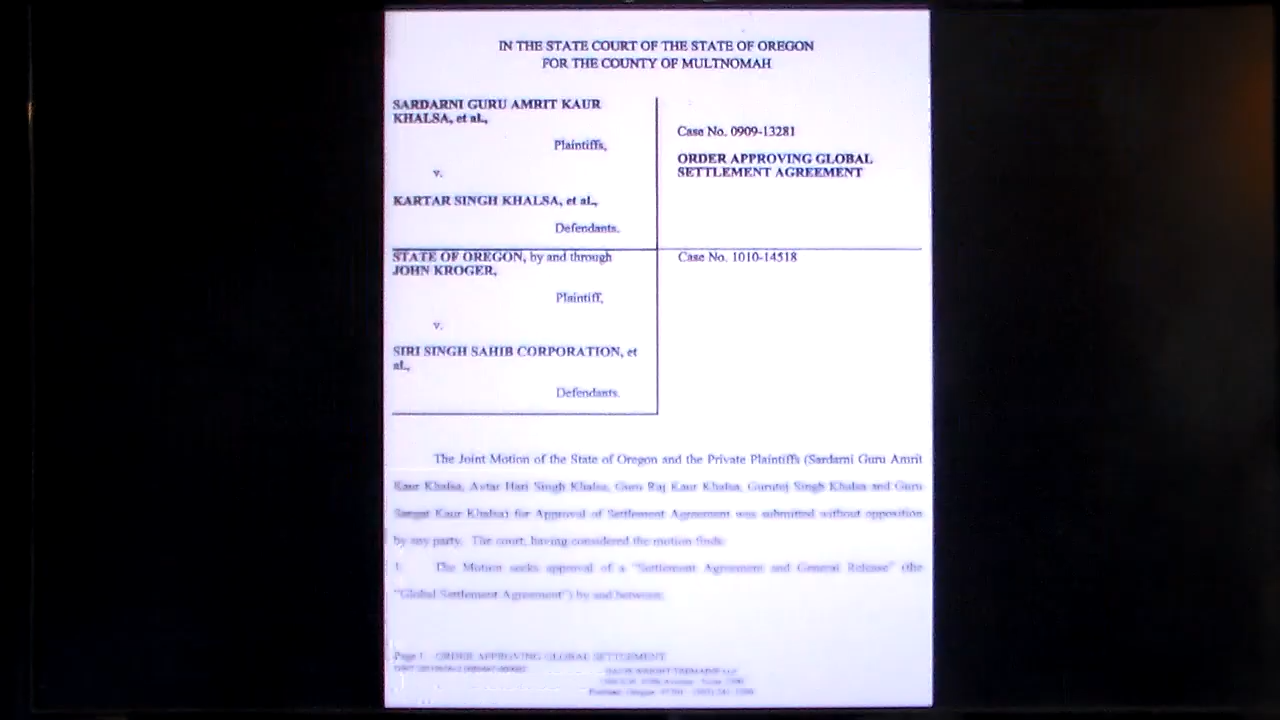 IN THE STATE COURT OF THE STATE OF OREGON
FOR THE COUNTY OF MULTNOMAH
SARDARNI GURU AMRIT KAUR
KHALSA, et al.,
Plaintiffs,
v.
KARTAR SINGH KHALSA, et al.,
Defendants.
Case No. 0909-13281
ORDER APPROVING GLOBAL
SETTLEMENT AGREEMENT
STATE OF OREGON, by and through
JOHN KROGER,
Plaintiff,
v.
SIRI SINGH SAHIB CORPORATION, et
al.,
Defendants.
Case No. 1010-14518
The Joint Motion of the State of Oregon and the Private Plaintiffs (Sardarni Guru Amrit
Kaur Khalsa, Avtar Hari Singh Khalsa, Guru Raj Kaur Khalsa, Gurutej Singh Khalsa and Guru
Sangat Kaur Khalsa) for Approval of Settlement Agreement was submitted without opposition
by any party. The court, having considered the motion finds:
1. The Motion seeks approval of a "Settlement Agreement and General Release" (the
"Global Settlement Agreement") by and between:
Page 1 ORDER APPROVING GLOBAL SETTLEMENT
DAVIS WRIGHT TREMAINE LLP
Portland, Oregon